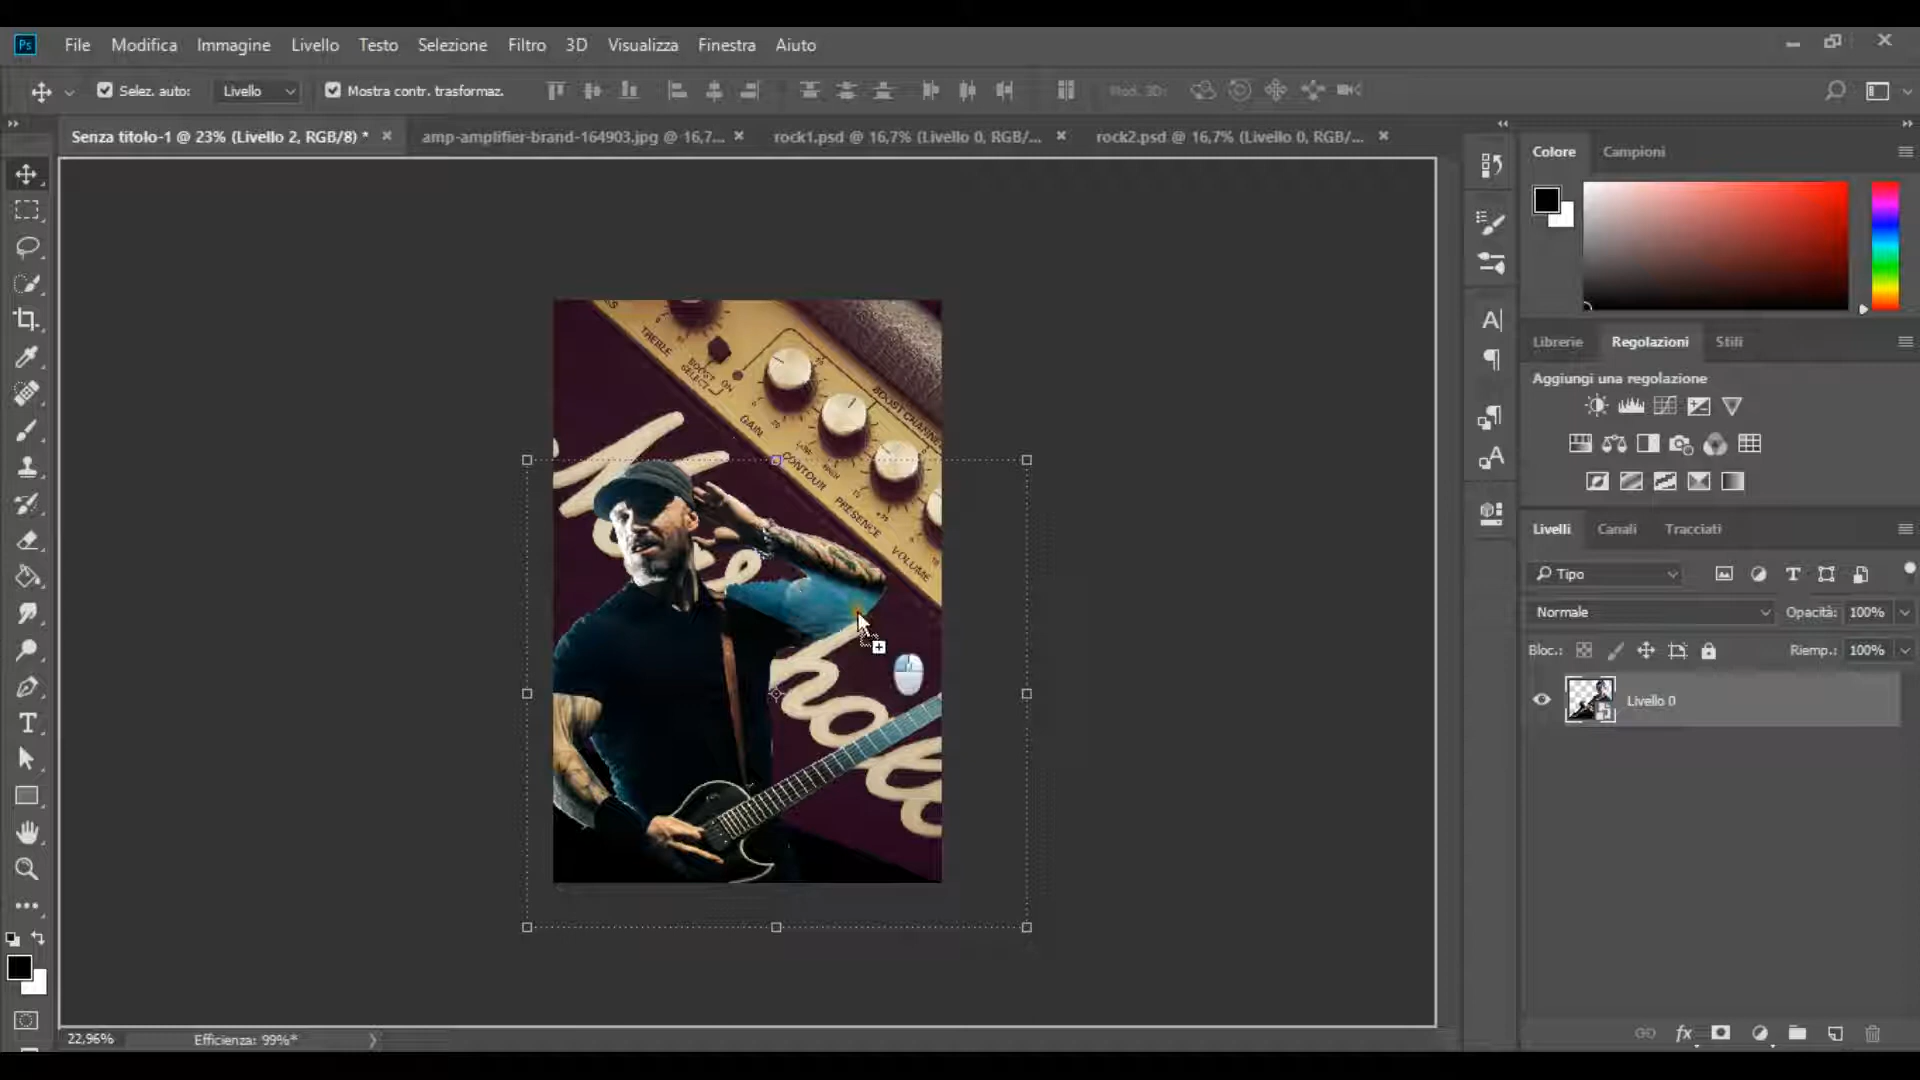 Ps File Modifica Immagine Livello Testo Selezione Filtro 3D Visualizza Finestra Aiuto
Selez. auto: Livello Mostra contr. trasformaz. Mod. 3D:
Senza titolo-1 @ 23% (Livello 2, RGB/8) * amp-amplifier-brand-164903.jpg @ 16,7... rock1.psd @ 16,7% (Livello 0, RGB/... rock2.psd @ 16,7% (Livello 0, RGB/...
Colore Campioni
Librerie Regolazioni Stili
Aggiungi una regolazione
TREBLE
BOOST
SELECT
ON
GAIN
BOOST CHANNEL
CONTOUR
PRESENCE
VOLUME
Livelli Canali Tracciati
Tipo
Normale Opacità: 100%
Bloc.: Riemp.: 100%
Livello 0
22,96% Efficienza: 99%*